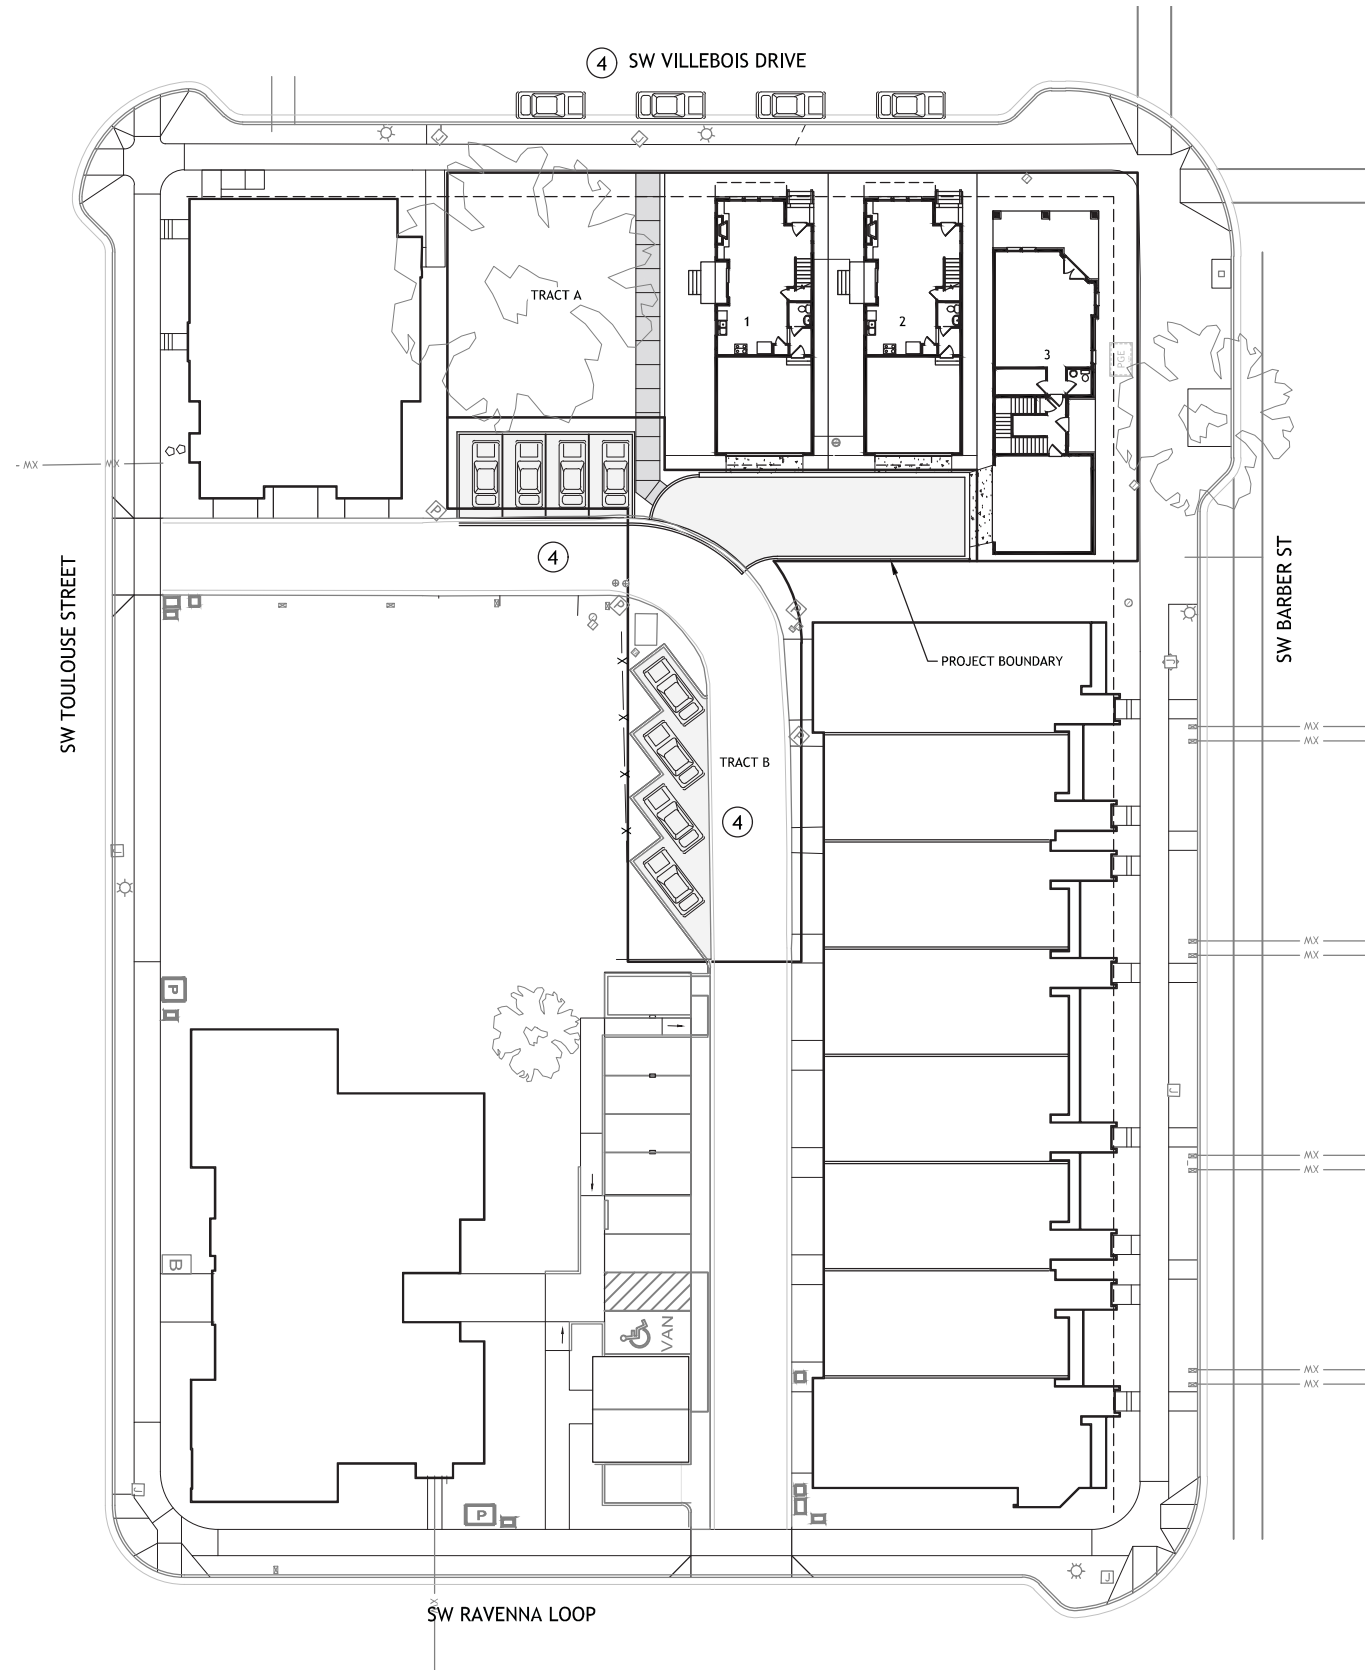 4 SW VILLEBOIS DRIVE
TRACT A
1
2
3
PGE
MX
MX
P
4
P
P
SW TOULOUSE STREET
SW BARBER ST
PROJECT BOUNDARY
J
MX
MX
P
TRACT B
4
J
MX
MX
P
J
MX
MX
B
VAN
MX
MX
J
P
J
SW RAVENNA LOOP